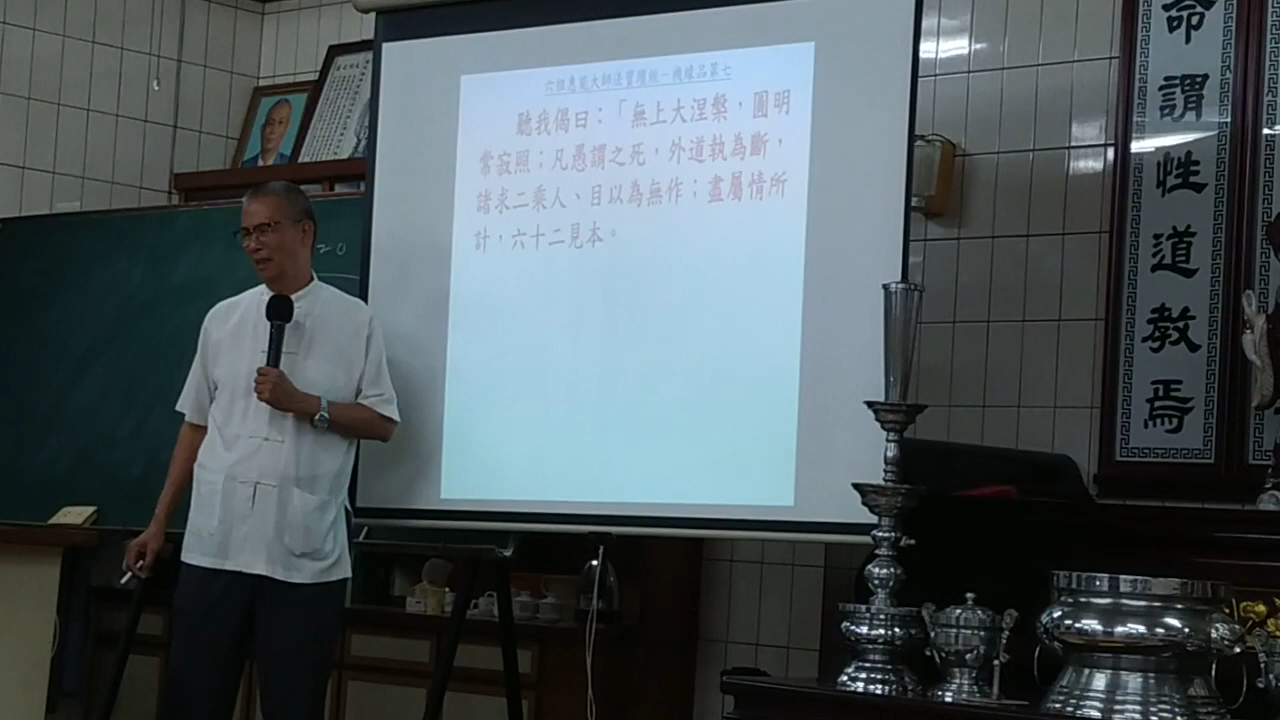 六祖惠能大師法寶壇經－機緣品第七
聽我偈曰：「無上大涅槃，圓明
常寂照；凡愚謂之死，外道執為斷，
諸求二乘人、目以為無作；盡屬情所
計，六十二見本。
20
命謂性道教焉